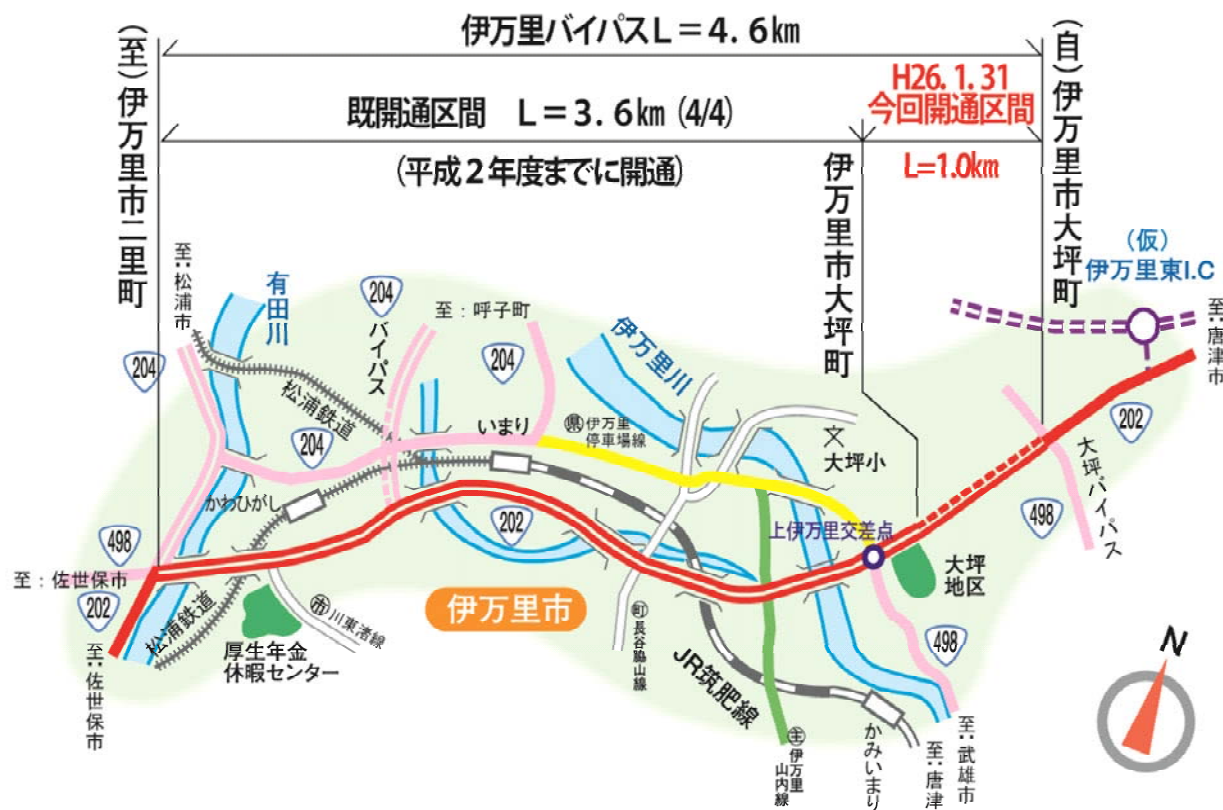 伊万里バイパスL＝4.6km
(至)伊万里市二里町
(自)伊万里市大坪町
H26.1.31
今回開通区間
既開通区間　L＝3.6km (4/4)
(平成２年度までに開通)
L=1.0km
伊万里市大坪町
(仮)
伊万里東I.C
至：松浦市
有田川
204
バイパス
至：呼子町
伊万里川
至：唐津市
204
204
松浦鉄道
204
いまり
県 伊万里
停車場線
大坪小
202
大坪バイパス
かわひがし
498
202
上伊万里交差点
498
至：佐世保市
大坪
地区
202
松浦鉄道
伊万里市
市 川東渚線
厚生年金
休暇センター
町 長谷脇山線
JR筑肥線
498
N
至：佐世保市
主 伊万里
山内線
かみいまり
至：唐津
至：武雄市